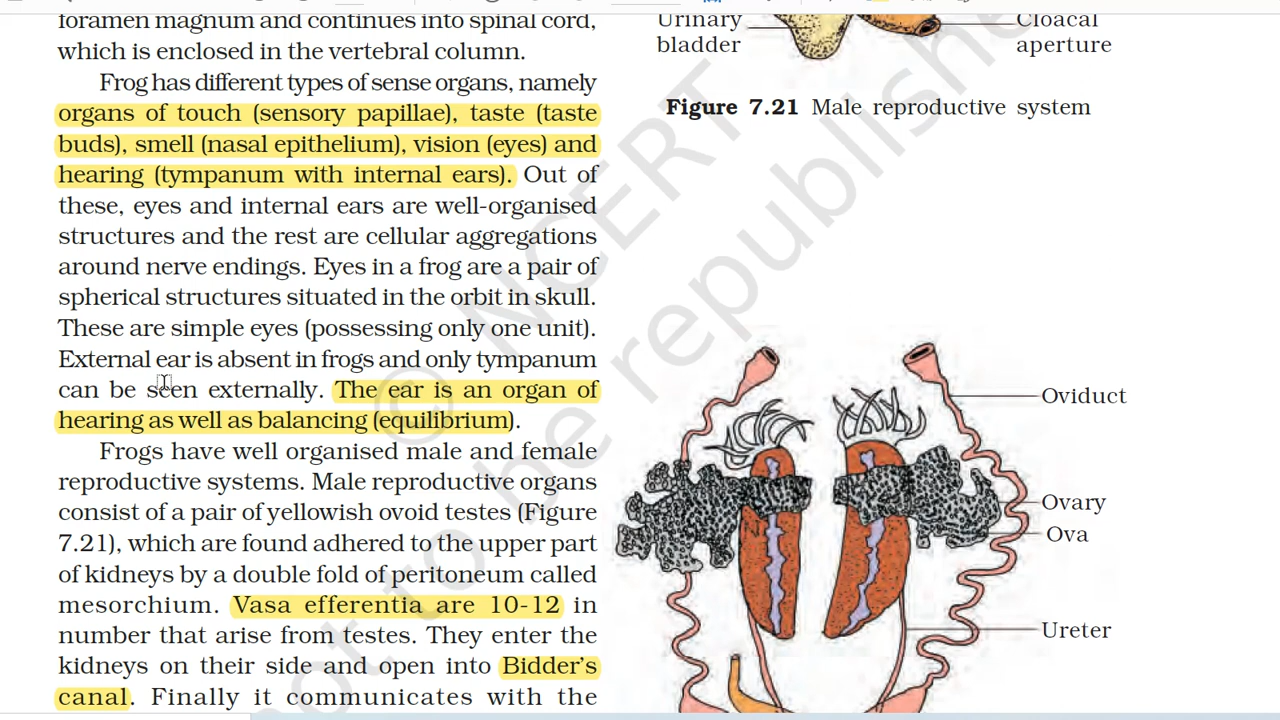 foramen magnum and continues into spinal cord,
which is enclosed in the vertebral column.
Frog has different types of sense organs, namely
organs of touch (sensory papillae), taste (taste
buds), smell (nasal epithelium), vision (eyes) and
hearing (tympanum with internal ears). Out of
these, eyes and internal ears are well-organised
structures and the rest are cellular aggregations
around nerve endings. Eyes in a frog are a pair of
spherical structures situated in the orbit in skull.
These are simple eyes (possessing only one unit).
External ear is absent in frogs and only tympanum
can be seen externally. The ear is an organ of
hearing as well as balancing (equilibrium).
Frogs have well organised male and female
reproductive systems. Male reproductive organs
consist of a pair of yellowish ovoid testes (Figure
7.21), which are found adhered to the upper part
of kidneys by a double fold of peritoneum called
mesorchium. Vasa efferentia are 10-12 in
number that arise from testes. They enter the
kidneys on their side and open into Bidder's
canal. Finally it communicates with the
Urinary
bladder
Cloacal
aperture
Figure 7.21 Male reproductive system
Oviduct
Ovary
Ova
Ureter
© NCERT
not to be republished